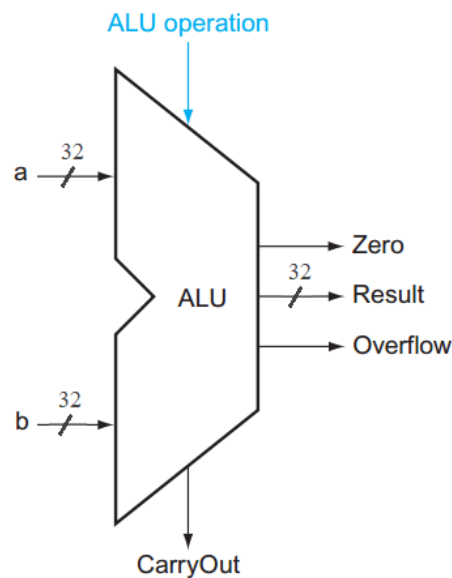 ALU operation
32
a
Zero
32
ALU
Result
Overflow
32
b
CarryOut